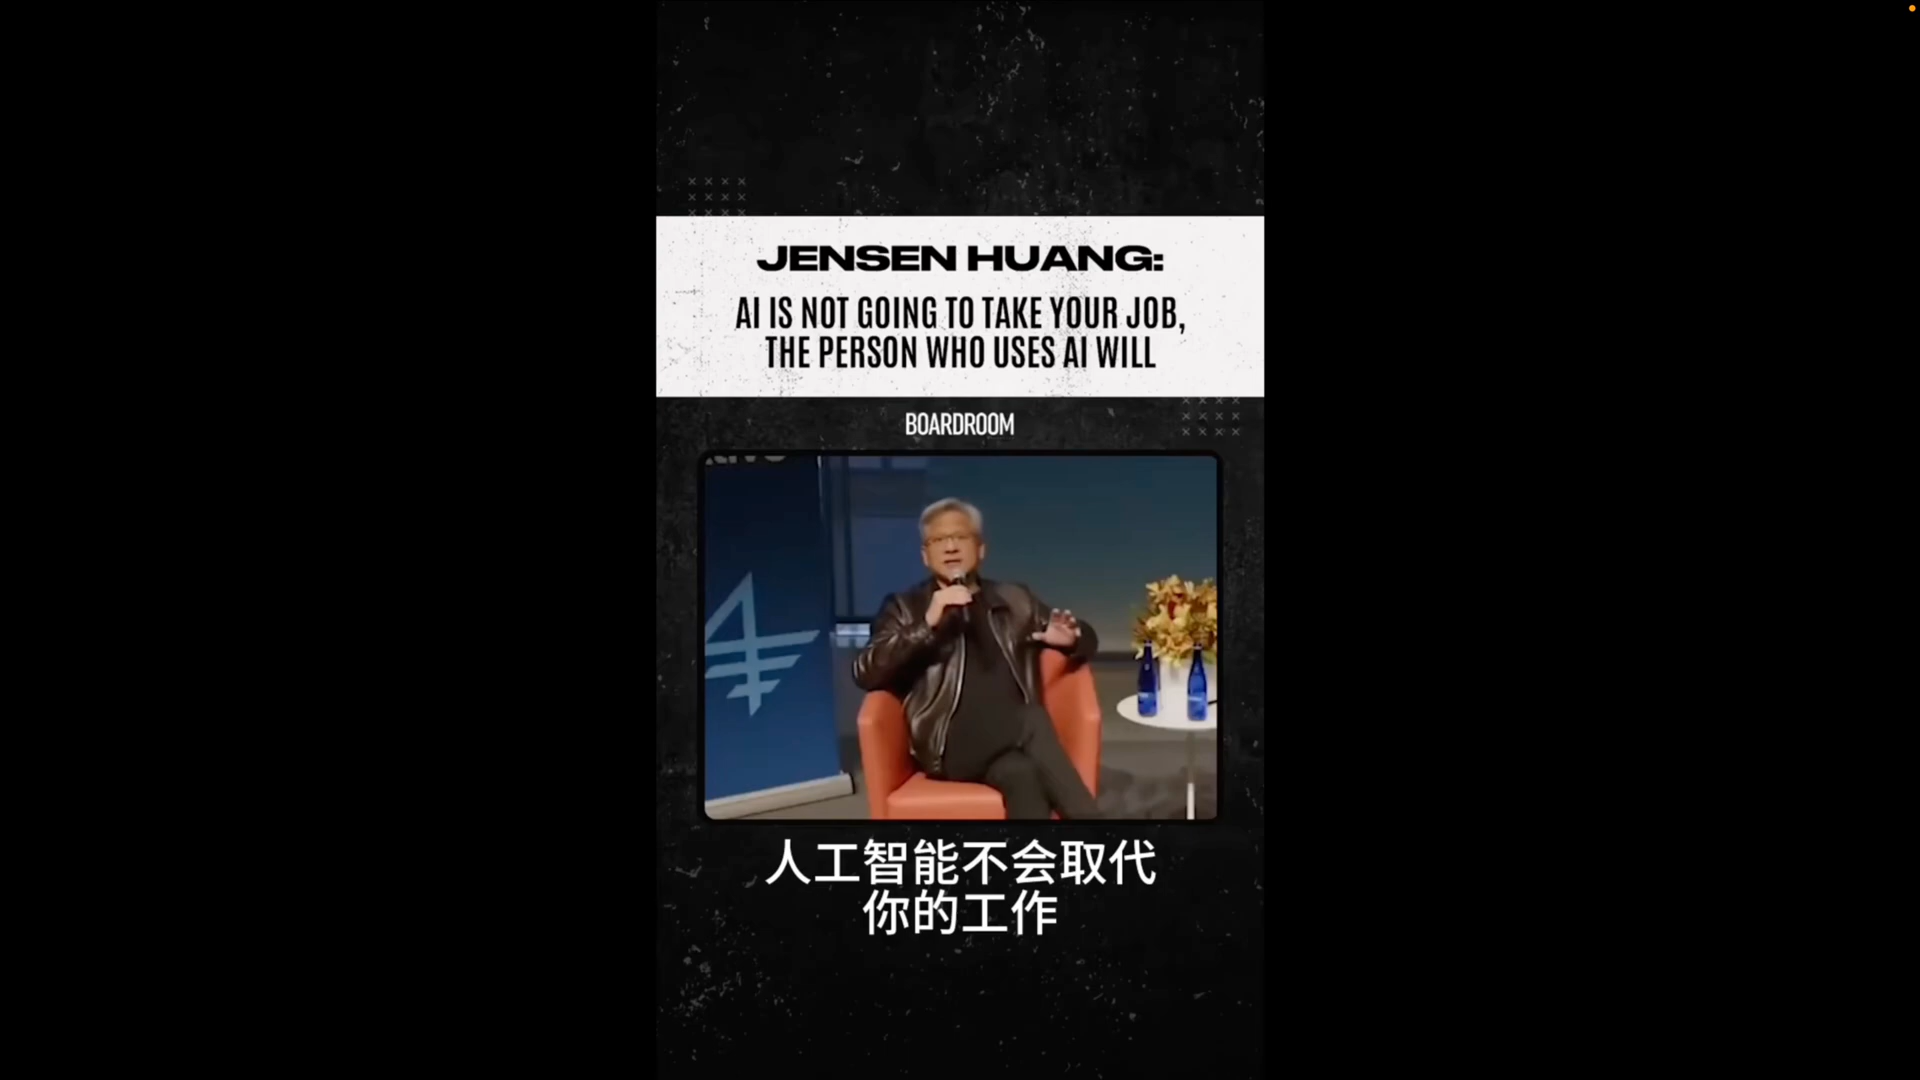 JENSEN HUANG:
AI IS NOT GOING TO TAKE YOUR JOB,
THE PERSON WHO USES AI WILL
BOARDROOM
人工智能不会取代
你的工作